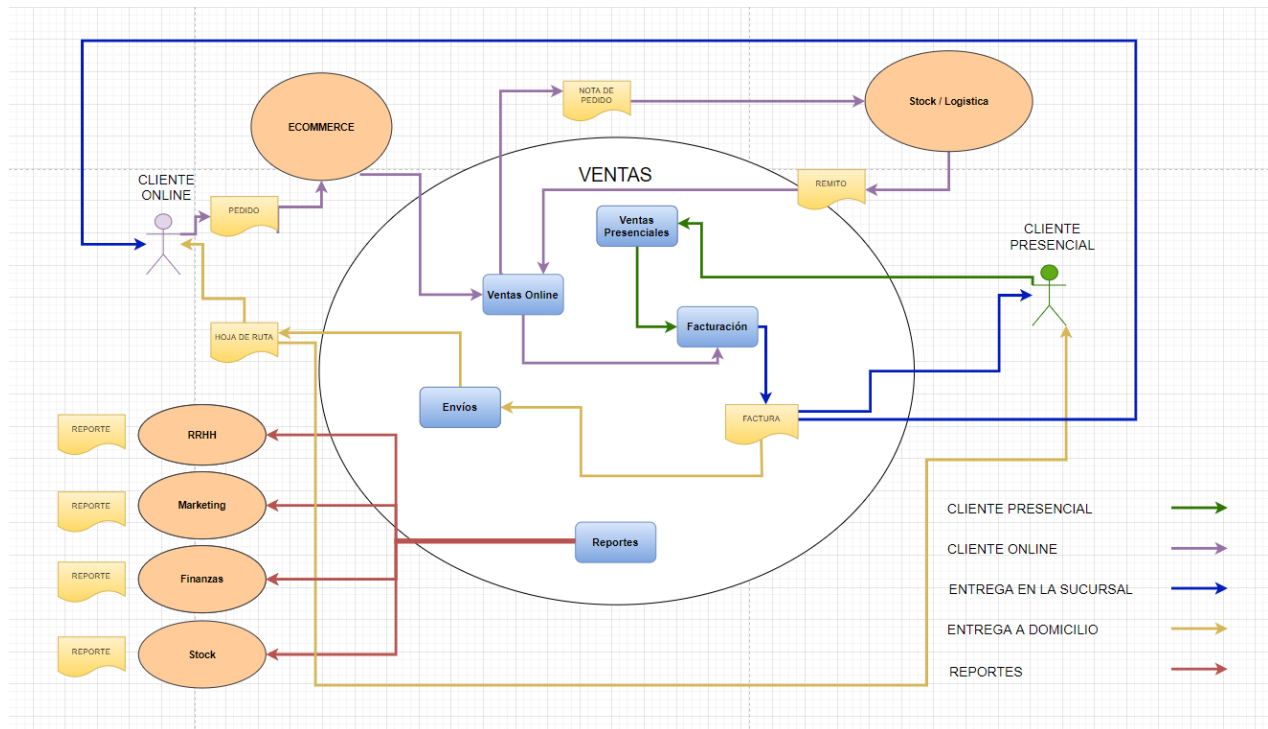 NOTA DE
PEDIDO
Stock / Logistica
ECOMMERCE
VENTAS
CLIENTE
ONLINE
REMITO
PEDIDO
Ventas
Presenciales
CLIENTE
PRESENCIAL
Ventas Online
Facturación
HOJA DE RUTA
Envíos
FACTURA
REPORTE
RRHH
REPORTE
Marketing
REPORTE
Finanzas
REPORTE
Stock
Reportes
CLIENTE PRESENCIAL
CLIENTE ONLINE
ENTREGA EN LA SUCURSAL
ENTREGA A DOMICILIO
REPORTES